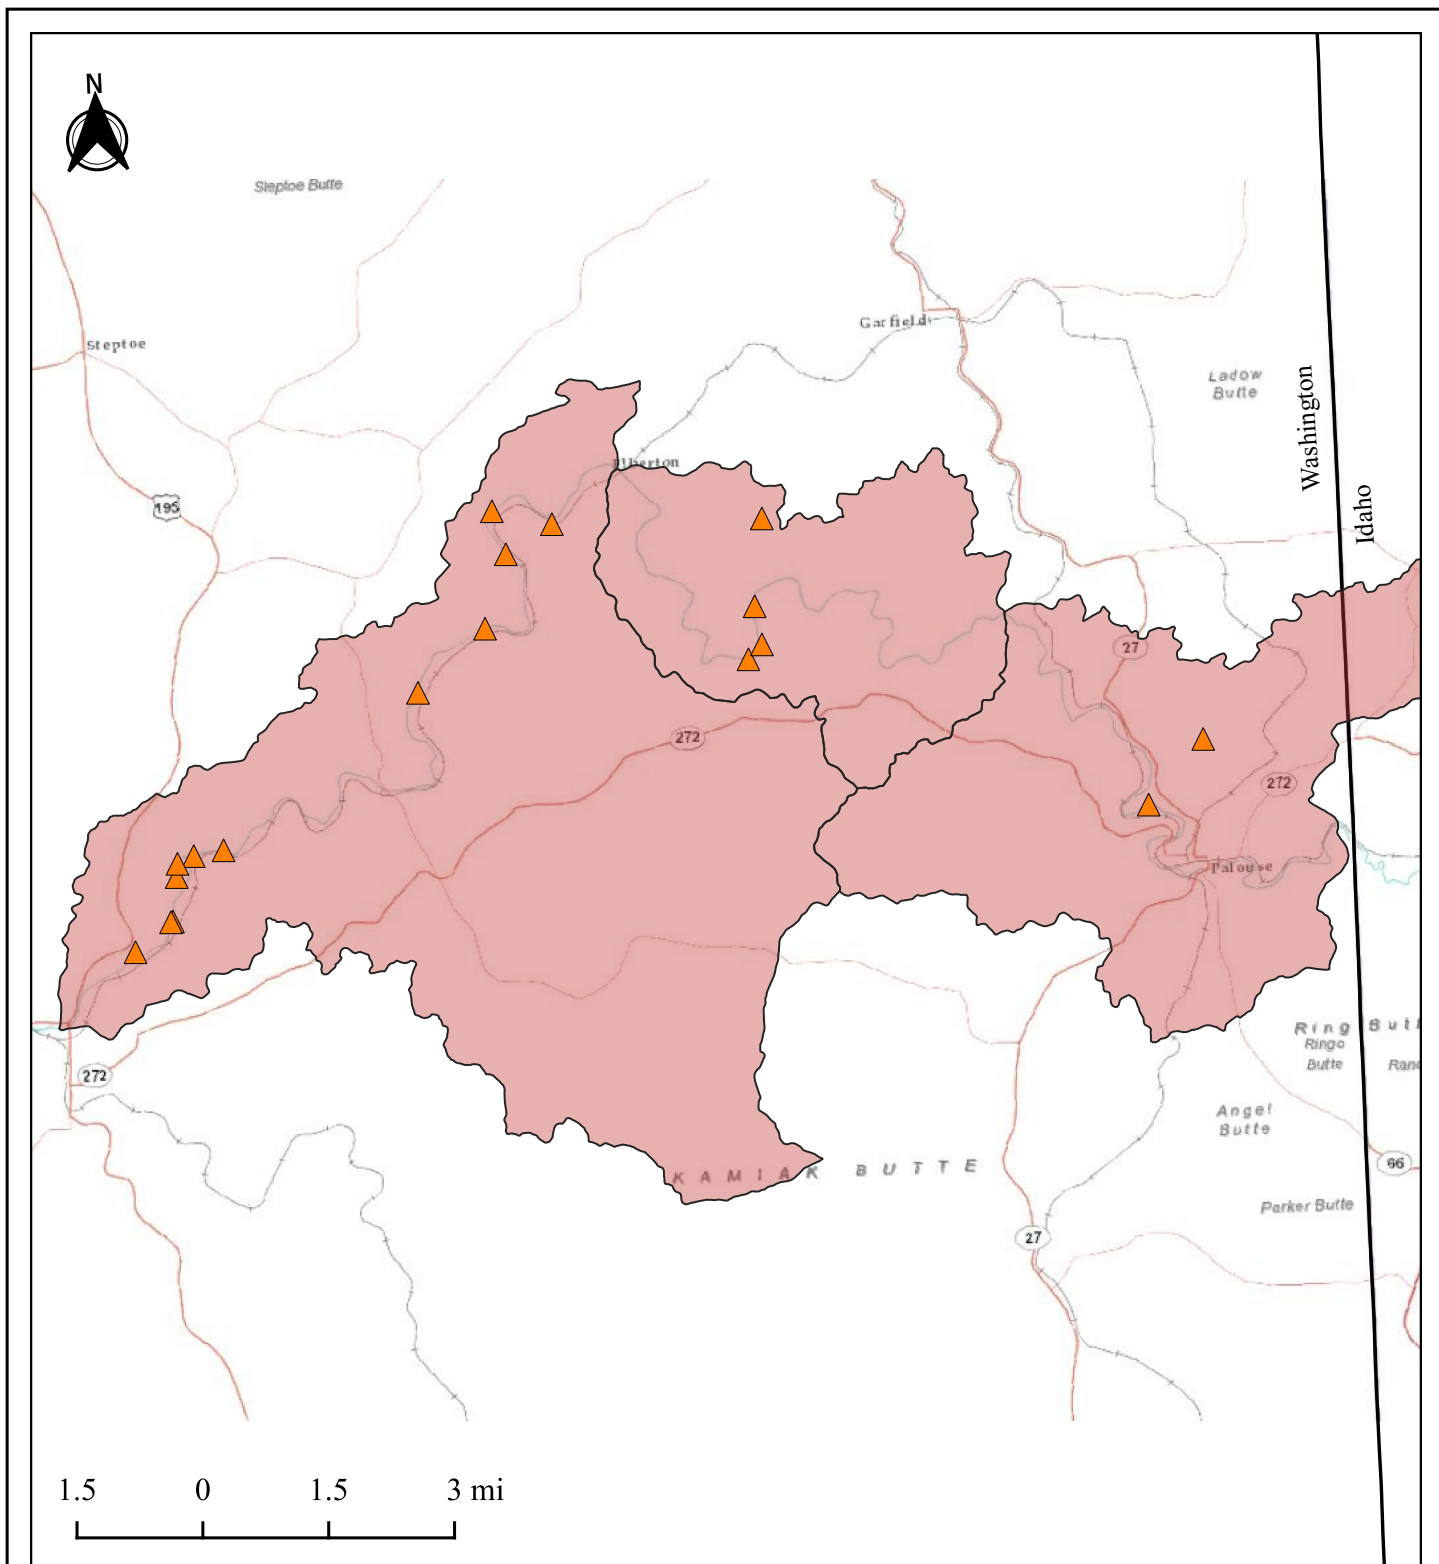 N
Steptoe Butte
Garfield
Steptoe
Ladow
Butte
Washington
Elberton
195
Idaho
27
272
272
Palouse
Ring Butt
Ringo
Butte
Ran
272
Angel
Butte
66
KAMIAK BUTTE
Parker Butte
27
1.5 0 1.5 3 mi